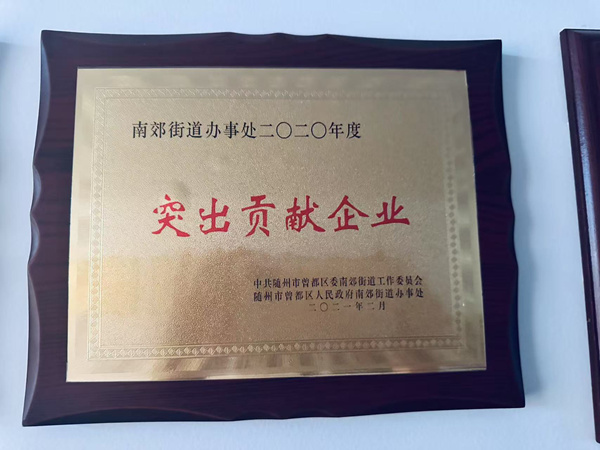 南郊街道办事处二〇二〇年度
突出贡献企业
中共随州市曾都区委南郊街道工作委员会
随州市曾都区人民政府南郊街道办事处
二〇二一年二月